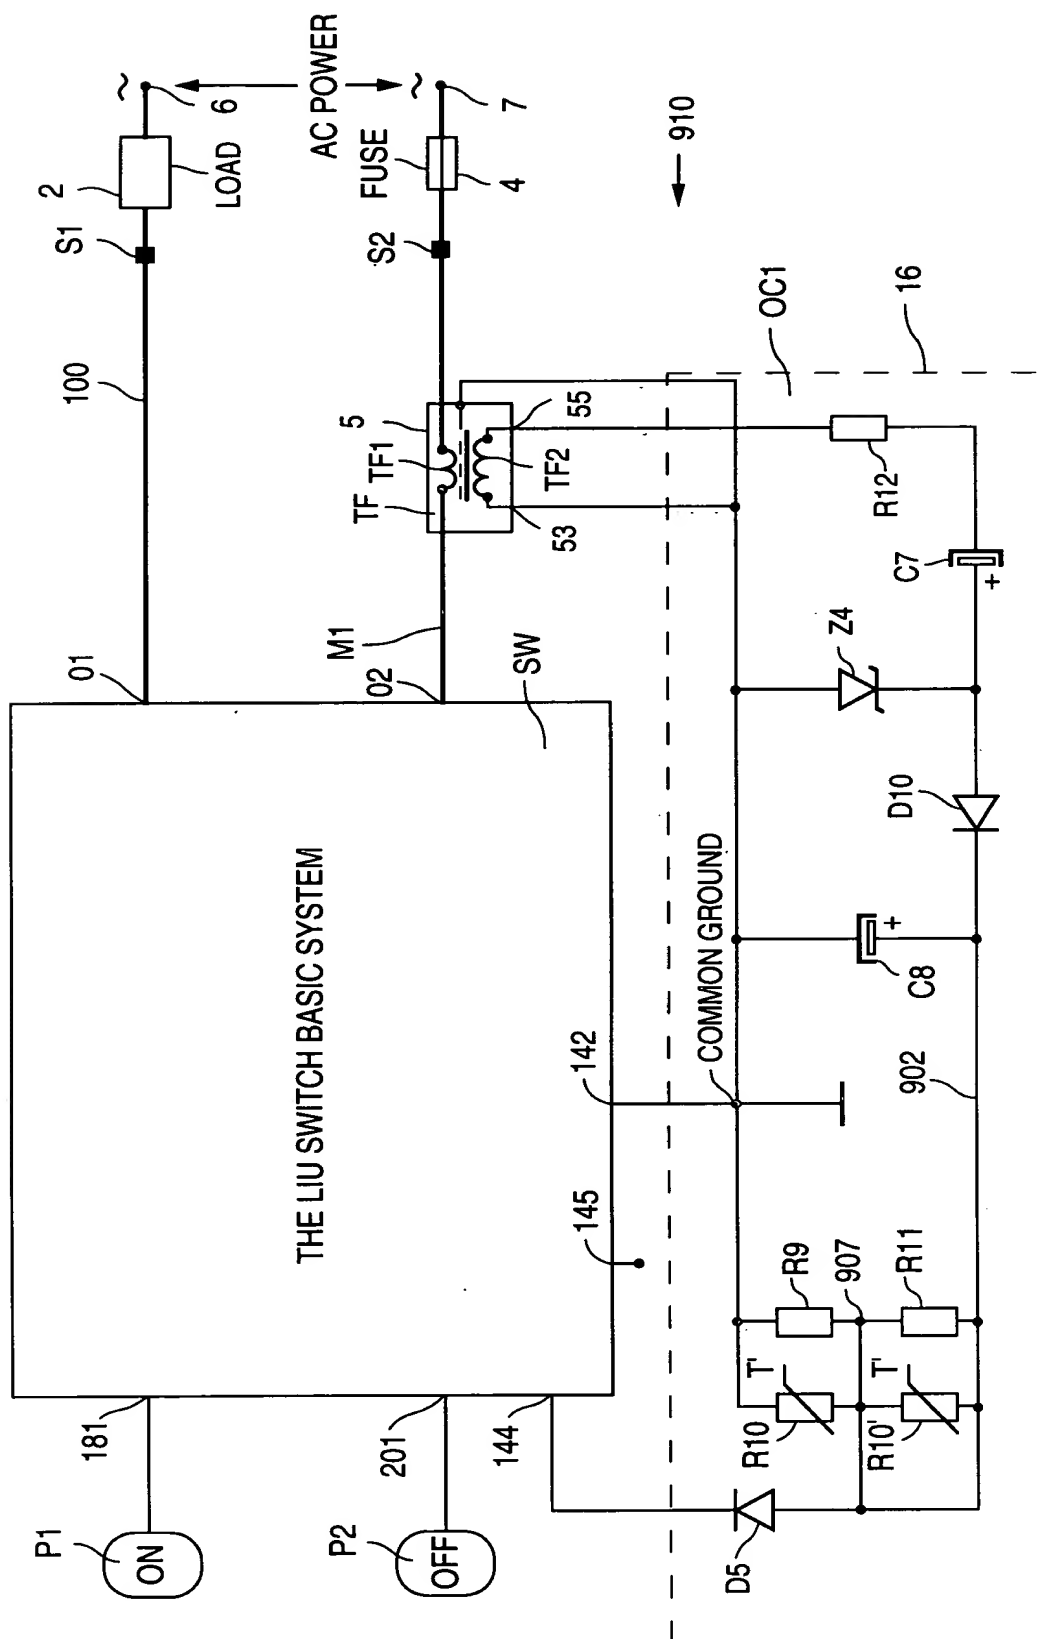 P1
ON
181
P2
OFF
201
144
THE LIU SWITCH BASIC SYSTEM
145
142
01
02
SW
M1
100
S1
2
LOAD
~
6
AC POWER
~
7
FUSE
4
S2
5
TF1
TF
TF2
55
53
910
OC1
16
COMMON GROUND
D5
R10
T'
R10'
T'
R9
907
R11
902
C8
+
D10
Z4
C7
+
R12